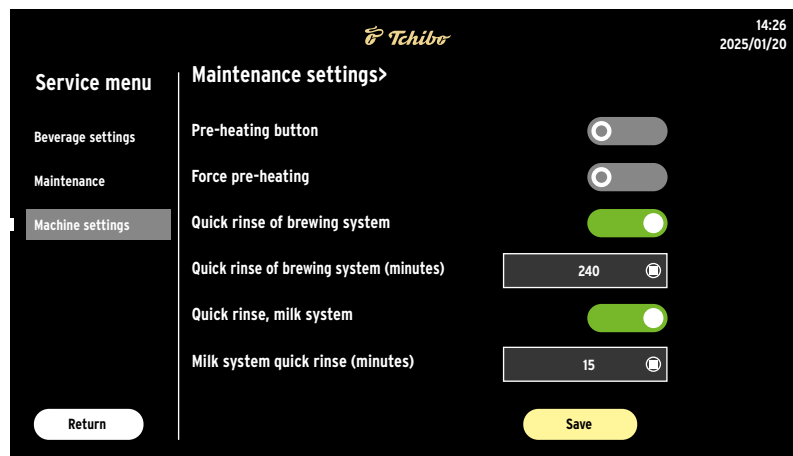 Tchibo
14:26
2025/01/20
Service menu
Beverage settings
Maintenance
Machine settings
Return
Maintenance settings>
Pre-heating button
Force pre-heating
Quick rinse of brewing system
Quick rinse of brewing system (minutes)
240
Quick rinse, milk system
Milk system quick rinse (minutes)
15
Save